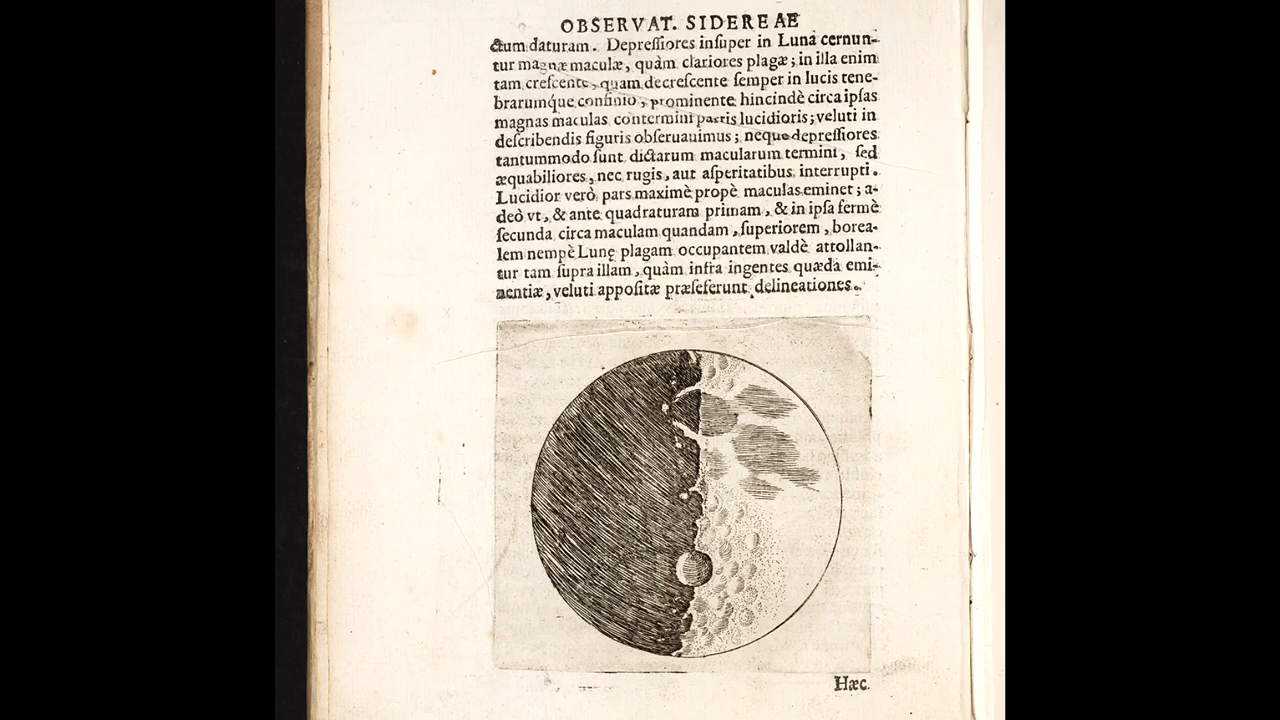 OBSERVAT. SIDEREAE
ctum daturam. Depreſſiores inſuper in Luna cernun-
tur magnæ maculæ, quàm clariores plagæ; in illa enim
tam creſcente, quam decreſcente ſemper in lucis tene-
brarumq́ue confinio, prominente hincindè circa ipſas
magnas maculas contermini partis lucidioris; veluti in
deſcribendis figuris obſeruauimus; neque depreſſiores
tantummodo ſunt dictarum macularum termini, ſed
æquabiliores, nec rugis, aut aſperitatibus interrupti.
Lucidior verò pars maximè propè maculas eminet; a-
deò vt, & ante quadraturam primam, & in ipſa fermè
ſecunda circa maculam quandam, ſuperiorem, borea-
lem nempè Lunę plagam occupantem valdè attollan-
tur tam ſupra illam, quàm infra ingentes quæda emi-
nentiæ, veluti appoſitæ præſeferunt delineationes.
Hæc.